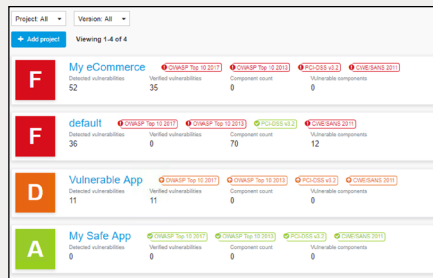 Project: All Version: All
+ Add project Viewing 1-4 of 4
F My eCommerce OWASP Top 10 2017 OWASP Top 10 2013 PCI-DSS v3.2 CWE/SANS 2011
Detected vulnerabilities Verified vulnerabilities Component count Vulnerable components
52 35 0 0
F default OWASP Top 10 2017 OWASP Top 10 2013 PCI-DSS v3.2 CWE/SANS 2011
Detected vulnerabilities Verified vulnerabilities Component count Vulnerable components
36 0 70 12
D Vulnerable App OWASP Top 10 2017 OWASP Top 10 2013 PCI-DSS v3.2 CWE/SANS 2011
Detected vulnerabilities Verified vulnerabilities Component count Vulnerable components
11 11 0 0
A My Safe App OWASP Top 10 2017 OWASP Top 10 2013 PCI-DSS v3.2 CWE/SANS 2011
Detected vulnerabilities Verified vulnerabilities Component count Vulnerable components
0 0 0 0